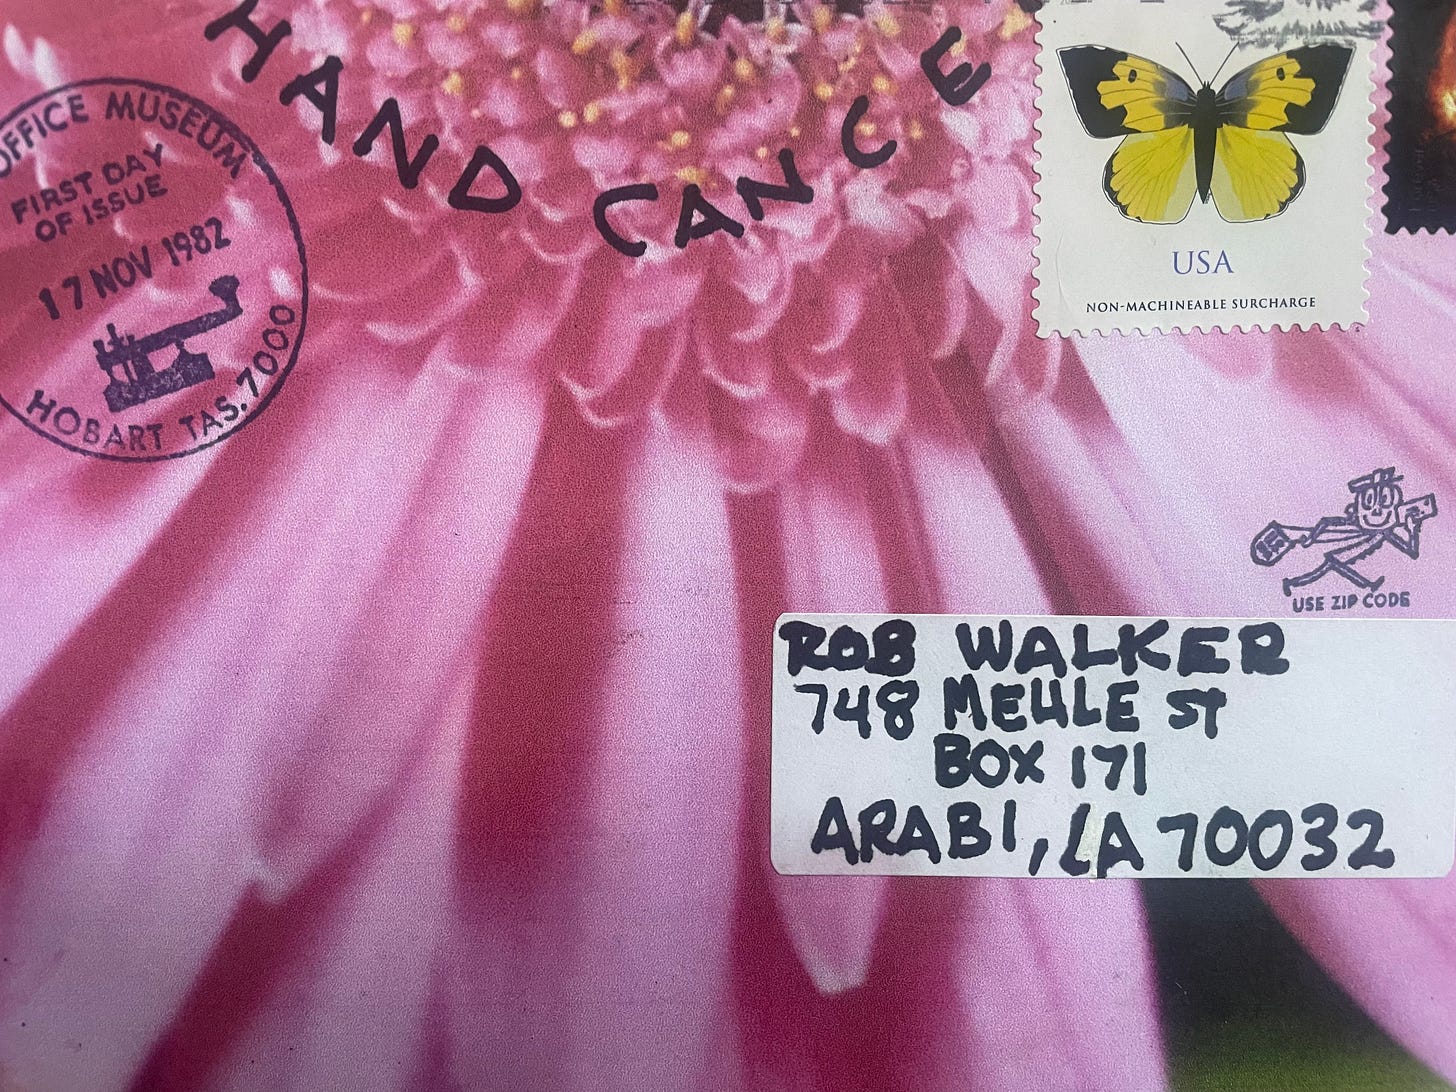 HAND CANCE
OFFICE MUSEUM
FIRST DAY
OF ISSUE
17 NOV 1982
HOBART TAS. 7000
USA
NON-MACHINEABLE SURCHARGE
USE ZIP CODE
ROB WALKER
748 MEHLE ST
BOX 171
ARABI, LA 70032